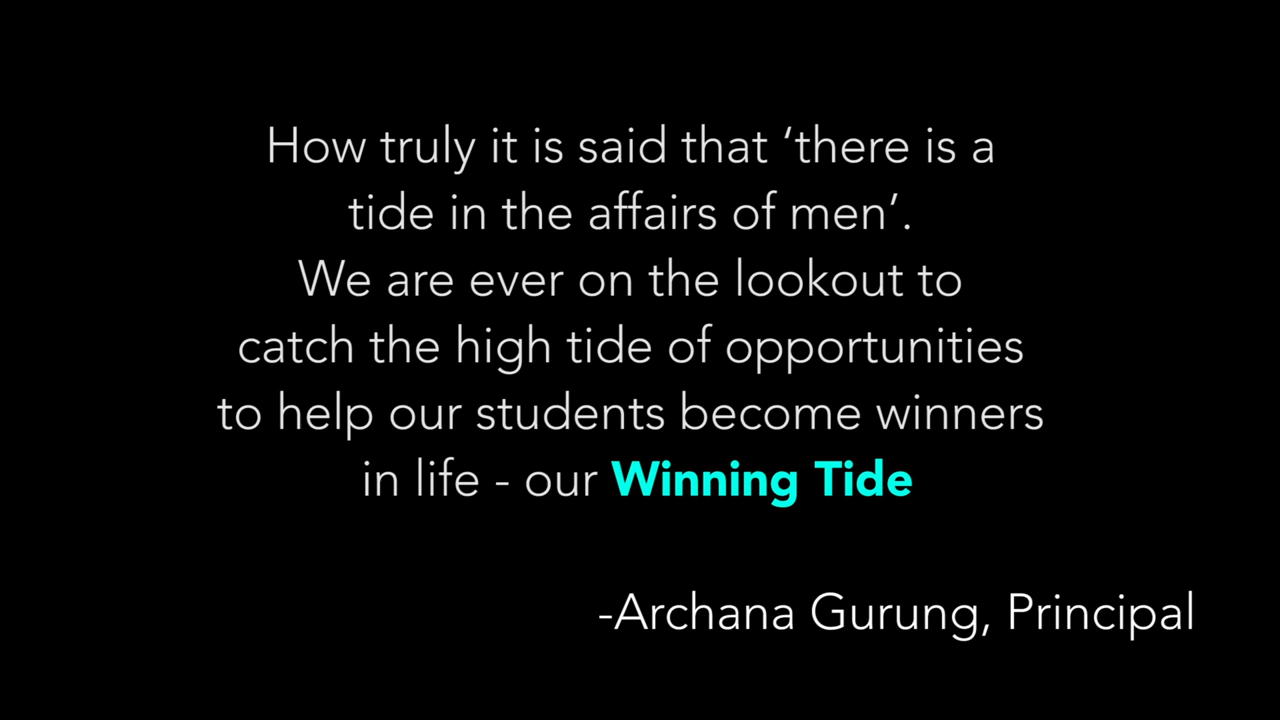 How truly it is said that ‘there is a
tide in the affairs of men’.
We are ever on the lookout to
catch the high tide of opportunities
to help our students become winners
in life - our Winning Tide
-Archana Gurung, Principal